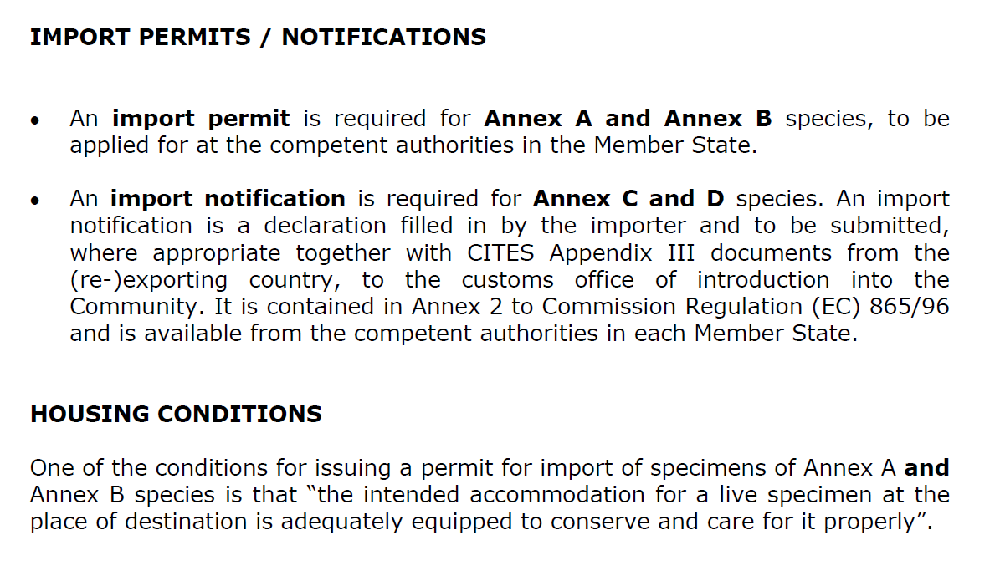 IMPORT PERMITS / NOTIFICATIONS
• An import permit is required for Annex A and Annex B species, to be
applied for at the competent authorities in the Member State.
• An import notification is required for Annex C and D species. An import
notification is a declaration filled in by the importer and to be submitted,
where appropriate together with CITES Appendix III documents from the
(re-)exporting country, to the customs office of introduction into the
Community. It is contained in Annex 2 to Commission Regulation (EC) 865/96
and is available from the competent authorities in each Member State.
HOUSING CONDITIONS
One of the conditions for issuing a permit for import of specimens of Annex A and
Annex B species is that “the intended accommodation for a live specimen at the
place of destination is adequately equipped to conserve and care for it properly”.